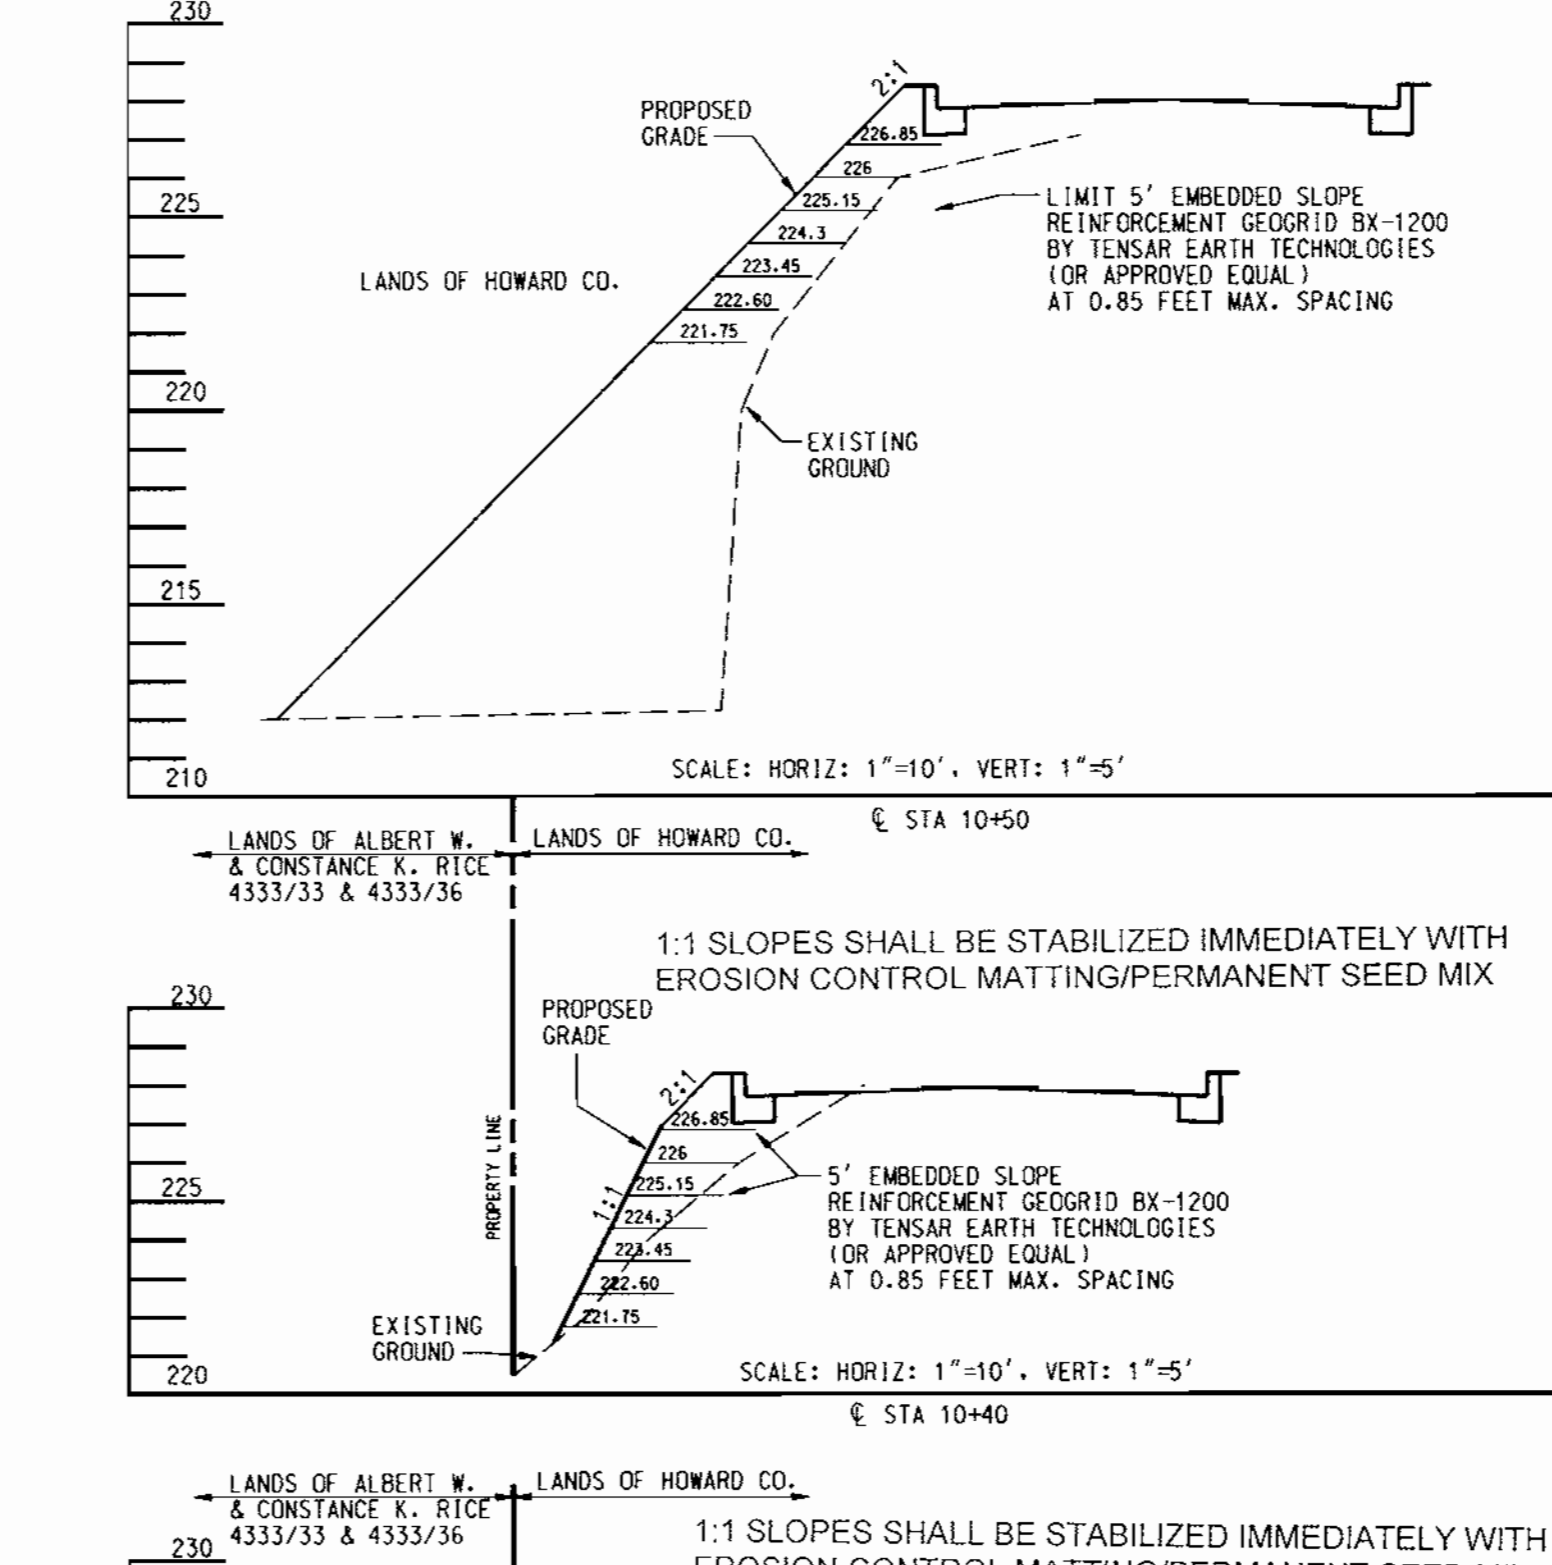 230
2:1
PROPOSED
GRADE
226.85
226
225.15
224.3
223.45
222.60
221.75
225
220
215
210
LIMIT 5' EMBEDDED SLOPE
REINFORCEMENT GEOGRID BX-1200
BY TENSAR EARTH TECHNOLOGIES
(OR APPROVED EQUAL)
AT 0.85 FEET MAX. SPACING
LANDS OF HOWARD CO.
EXISTING
GROUND
SCALE: HORIZ: 1"=10', VERT: 1"=5'
℄ STA 10+50
LANDS OF ALBERT W.
& CONSTANCE K. RICE
4333/33 & 4333/36
LANDS OF HOWARD CO.
1:1 SLOPES SHALL BE STABILIZED IMMEDIATELY WITH
EROSION CONTROL MATTING/PERMANENT SEED MIX
230
PROPOSED
GRADE
2:1
226.85
226
225.15
1:1
224.3
223.45
222.60
221.75
PROPERTY LINE
225
5' EMBEDDED SLOPE
REINFORCEMENT GEOGRID BX-1200
BY TENSAR EARTH TECHNOLOGIES
(OR APPROVED EQUAL)
AT 0.85 FEET MAX. SPACING
EXISTING
GROUND
220
SCALE: HORIZ: 1"=10', VERT: 1"=5'
℄ STA 10+40
LANDS OF ALBERT W.
& CONSTANCE K. RICE
4333/33 & 4333/36
LANDS OF HOWARD CO.
230
1:1 SLOPES SHALL BE STABILIZED IMMEDIATELY WITH